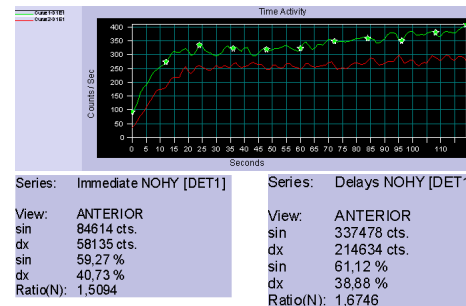 Time Activity
Counts / Sec
400
350
300
250
200
150
100
50
0
0 5 10 15 20 25 30 35 40 45 50 55 60 65 70 75 80 85 90 95 100 110
Seconds
Series: Immediate NOHY [DET1]
View: ANTERIOR
sin 84614 cts.
dx 58135 cts.
sin 59,27 %
dx 40,73 %
Ratio(N): 1,5094
Series: Delays NOHY [DET1
View: ANTERIOR
sin 337478 cts.
dx 214634 cts.
sin 61,12 %
dx 38,88 %
Ratio(N): 1,6746